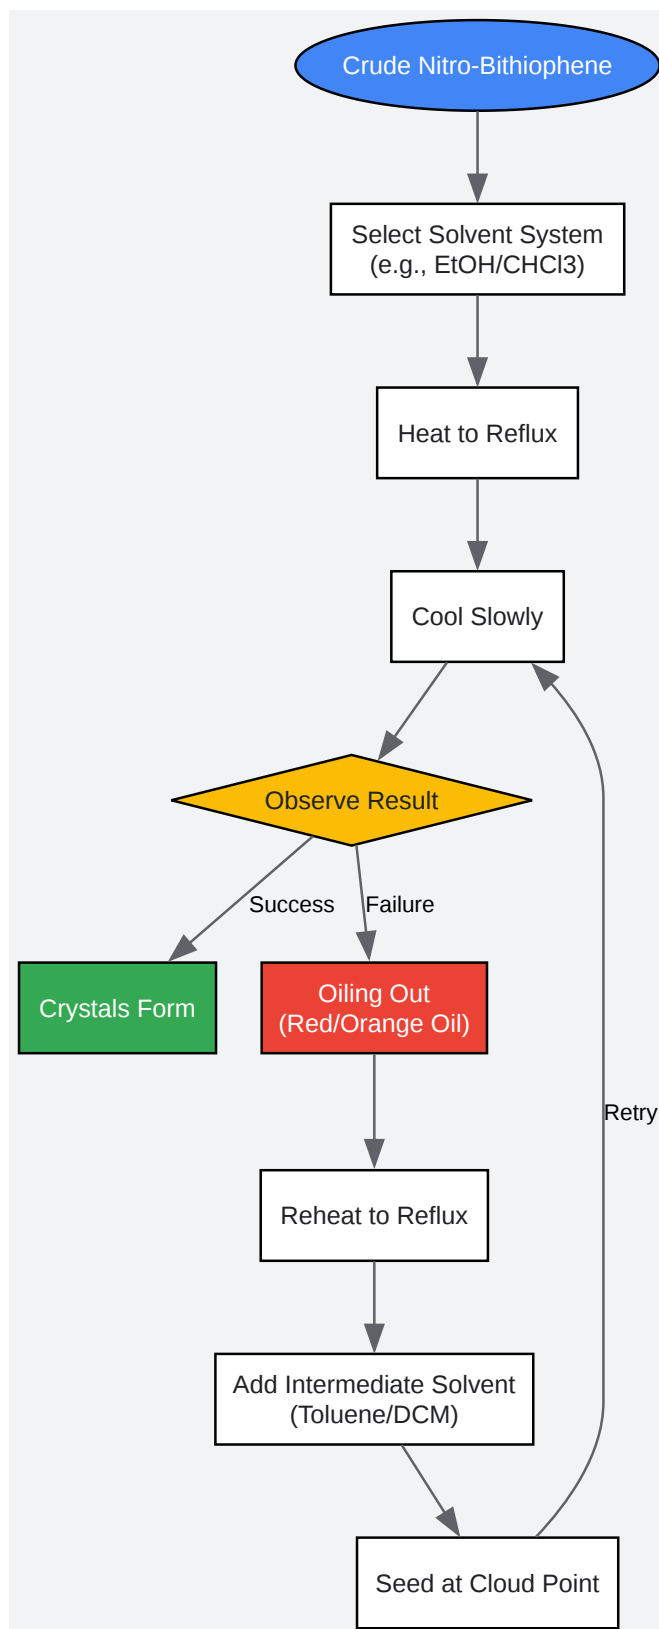 Crude Nitro-Bithiophene
Select Solvent System
(e.g., EtOH/CHCl3)
Heat to Reflux
Cool Slowly
Observe Result
Success
Failure
Crystals Form
Oiling Out
(Red/Orange Oil)
Retry
Reheat to Reflux
Add Intermediate Solvent
(Toluene/DCM)
Seed at Cloud Point